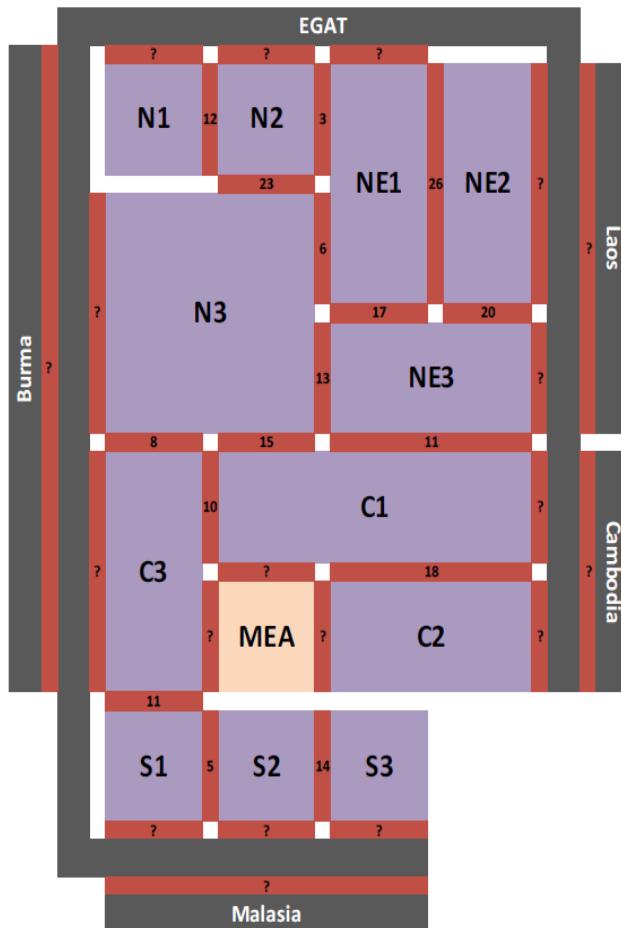 EGAT
? ? ?
N1 12 N2 3
NE1 26 NE2 ?
23
? Laos
6
? N3
17 20
Burma ?
13 NE3 ?
8 15 11
10 C1 ?
? C3
? 18
? Cambodia
? MEA ? C2 ?
11
S1 5 S2 14 S3
? ? ?
?
Malasia